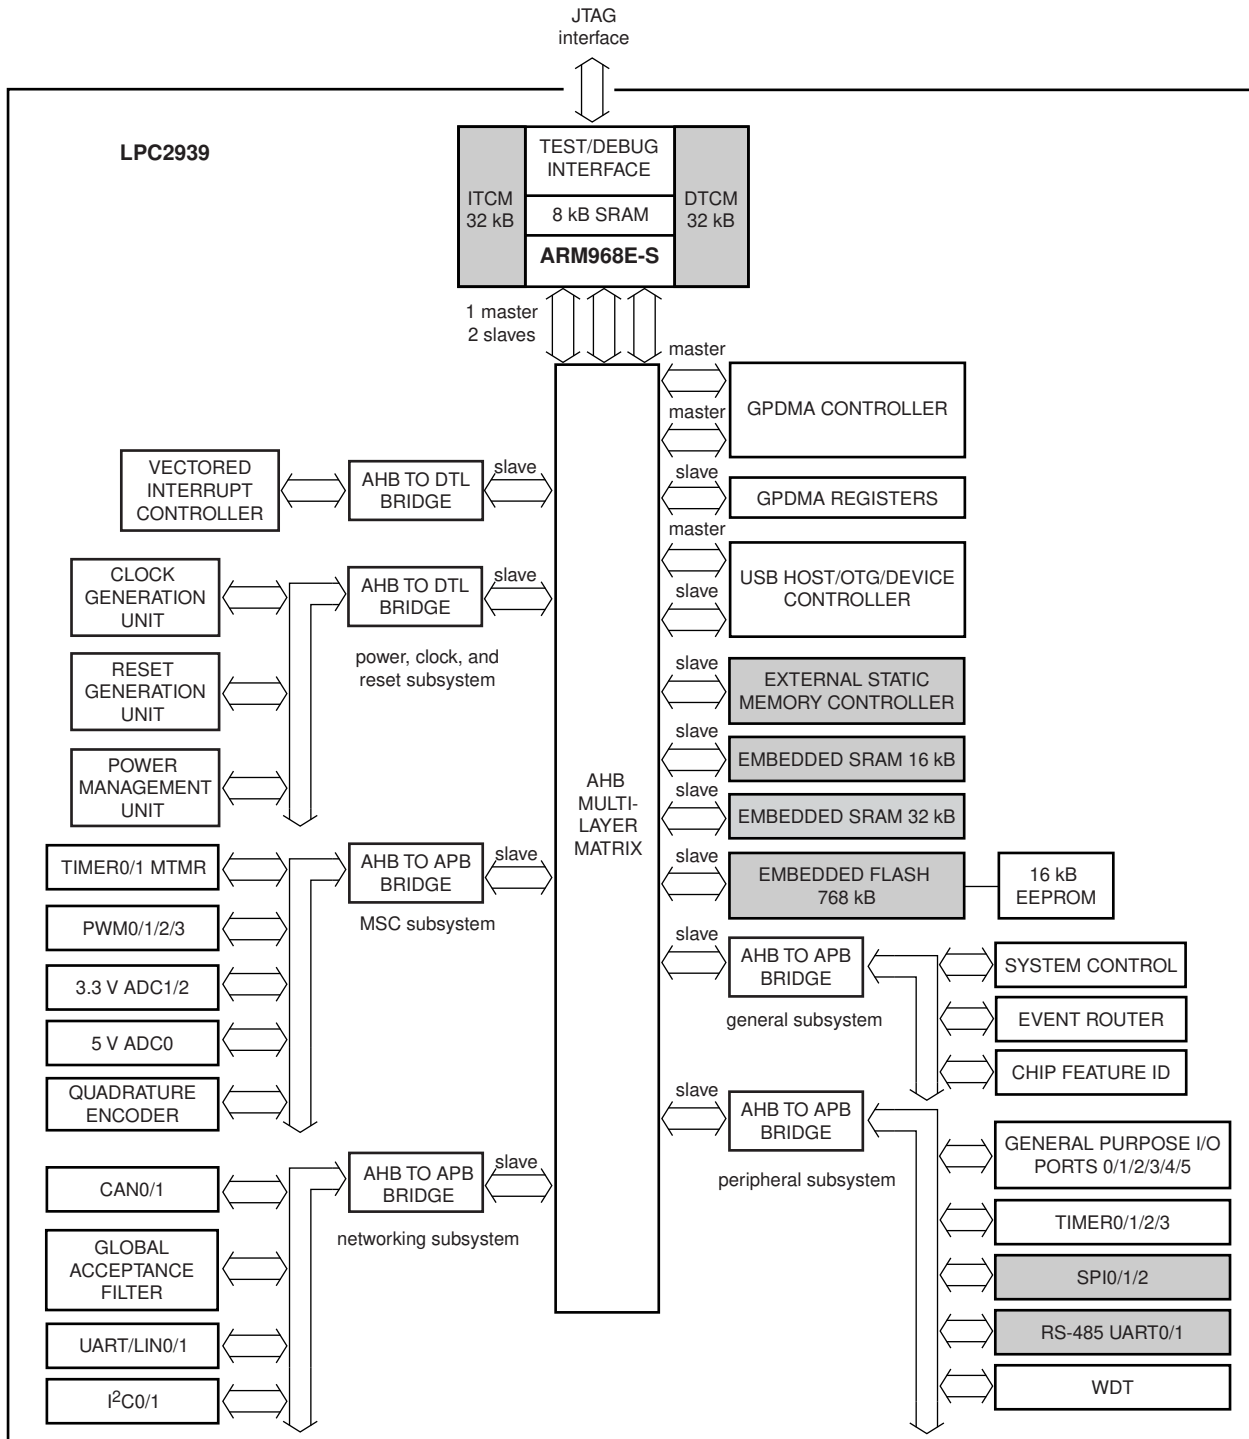 JTAG
interface
LPC2939
TEST/DEBUG
INTERFACE
ITCM
32 kB
DTCM
32 kB
8 kB SRAM
ARM968E-S
1 master
2 slaves
master
GPDMA CONTROLLER
master
slave
GPDMA REGISTERS
master
USB HOST/OTG/DEVICE
CONTROLLER
slave
VECTORED
INTERRUPT
CONTROLLER
AHB TO DTL
BRIDGE
slave
CLOCK
GENERATION
UNIT
AHB TO DTL
BRIDGE
slave
power, clock, and
reset subsystem
RESET
GENERATION
UNIT
POWER
MANAGEMENT
UNIT
AHB
MULTI-
LAYER
MATRIX
slave
EXTERNAL STATIC
MEMORY CONTROLLER
slave
EMBEDDED SRAM 16 kB
slave
EMBEDDED SRAM 32 kB
slave
EMBEDDED FLASH
768 kB
16 kB
EEPROM
TIMER0/1 MTMR
AHB TO APB
BRIDGE
slave
MSC subsystem
PWM0/1/2/3
3.3 V ADC1/2
5 V ADC0
QUADRATURE
ENCODER
slave
AHB TO APB
BRIDGE
general subsystem
SYSTEM CONTROL
EVENT ROUTER
CHIP FEATURE ID
slave
AHB TO APB
BRIDGE
peripheral subsystem
GENERAL PURPOSE I/O
PORTS 0/1/2/3/4/5
TIMER0/1/2/3
SPI0/1/2
RS-485 UART0/1
WDT
CAN0/1
AHB TO APB
BRIDGE
slave
networking subsystem
GLOBAL
ACCEPTANCE
FILTER
UART/LIN0/1
I²C0/1